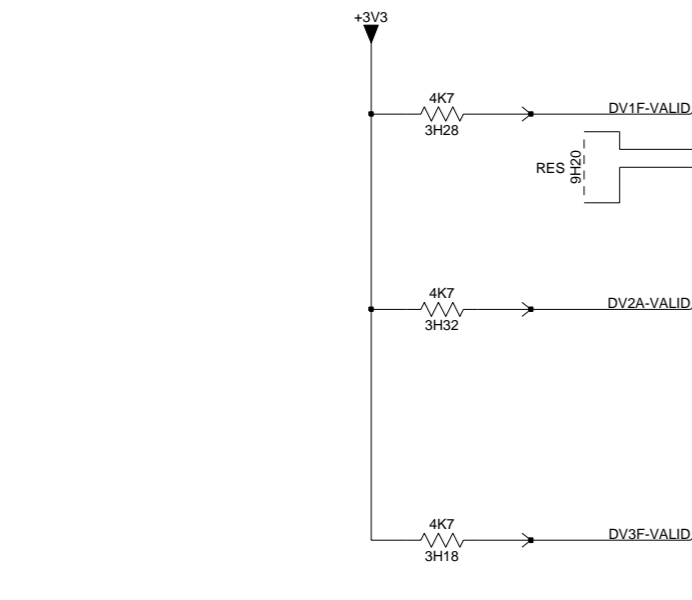 +3V3
4K7
DV1F-VALID
3H28
RES
9H20
4K7
DV2A-VALID
3H32
4K7
DV3F-VALID
3H18